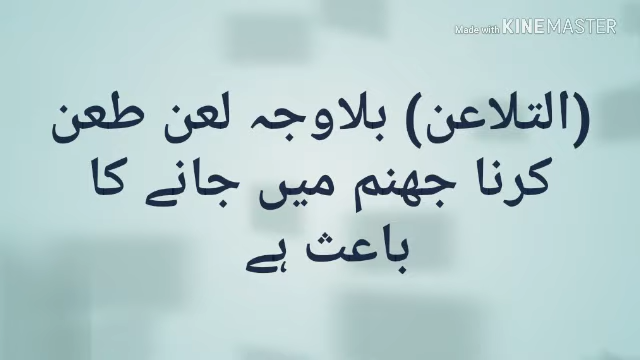 Made with KINEMASTER
(التلاعن) بلاوجہ لعن طعن
کرنا جھنم میں جانے کا
باعث ہے